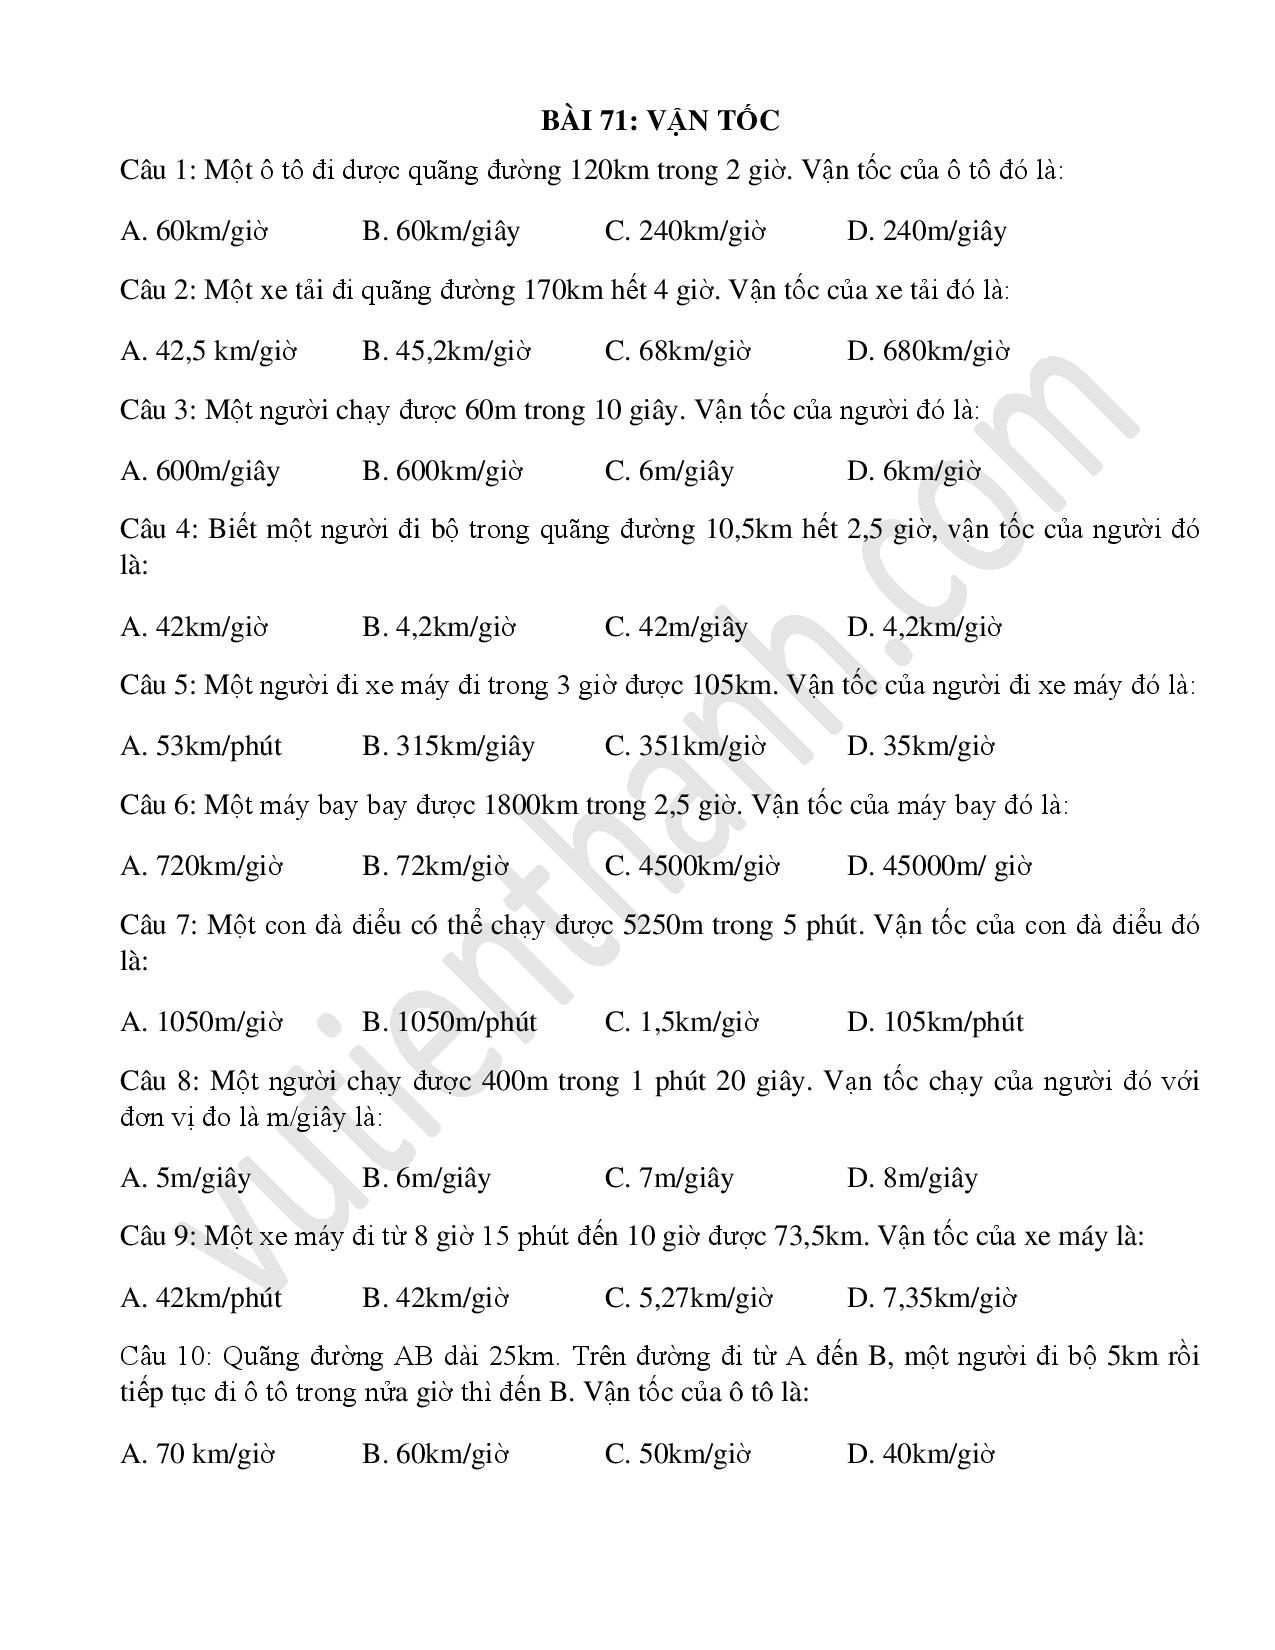 BÀI 71: VẬN TỐC
Câu 1: Một ô tô đi dược quãng đường 120km trong 2 giờ. Vận tốc của ô tô đó là:
A. 60km/giờ B. 60km/giây C. 240km/giờ D. 240m/giây
Câu 2: Một xe tải đi quãng đường 170km hết 4 giờ. Vận tốc của xe tải đó là:
A. 42,5 km/giờ B. 45,2km/giờ C. 68km/giờ D. 680km/giờ
Câu 3: Một người chạy được 60m trong 10 giây. Vận tốc của người đó là:
A. 600m/giây B. 600km/giờ C. 6m/giây D. 6km/giờ
Câu 4: Biết một người đi bộ trong quãng đường 10,5km hết 2,5 giờ, vận tốc của người đó
là:
A. 42km/giờ B. 4,2km/giờ C. 42m/giây D. 4,2km/giờ
Câu 5: Một người đi xe máy đi trong 3 giờ được 105km. Vận tốc của người đi xe máy đó là:
A. 53km/phút B. 315km/giây C. 351km/giờ D. 35km/giờ
Câu 6: Một máy bay bay được 1800km trong 2,5 giờ. Vận tốc của máy bay đó là:
A. 720km/giờ B. 72km/giờ C. 4500km/giờ D. 45000m/ giờ
Câu 7: Một con đà điểu có thể chạy được 5250m trong 5 phút. Vận tốc của con đà điểu đó
là:
A. 1050m/giờ B. 1050m/phút C. 1,5km/giờ D. 105km/phút
Câu 8: Một người chạy được 400m trong 1 phút 20 giây. Vạn tốc chạy của người đó với
đơn vị đo là m/giây là:
A. 5m/giây B. 6m/giây C. 7m/giây D. 8m/giây
Câu 9: Một xe máy đi từ 8 giờ 15 phút đến 10 giờ được 73,5km. Vận tốc của xe máy là:
A. 42km/phút B. 42km/giờ C. 5,27km/giờ D. 7,35km/giờ
Câu 10: Quãng đường AB dài 25km. Trên đường đi từ A đến B, một người đi bộ 5km rồi
tiếp tục đi ô tô trong nửa giờ thì đến B. Vận tốc của ô tô là:
A. 70 km/giờ B. 60km/giờ C. 50km/giờ D. 40km/giờ
vutienthanh.com